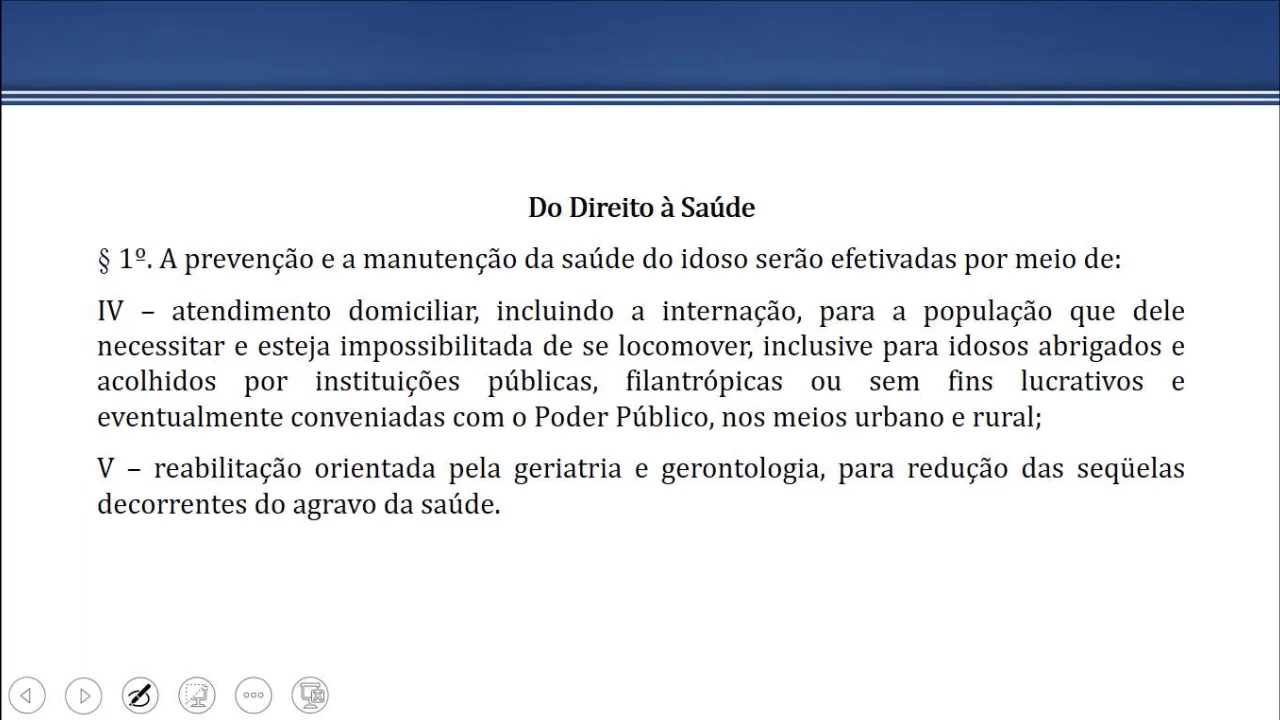 Do Direito à Saúde
§ 1º. A prevenção e a manutenção da saúde do idoso serão efetivadas por meio de:
IV – atendimento domiciliar, incluindo a internação, para a população que dele
necessitar e esteja impossibilitada de se locomover, inclusive para idosos abrigados e
acolhidos por instituições públicas, filantrópicas ou sem fins lucrativos e
eventualmente conveniadas com o Poder Público, nos meios urbano e rural;
V – reabilitação orientada pela geriatria e gerontologia, para redução das seqüelas
decorrentes do agravo da saúde.